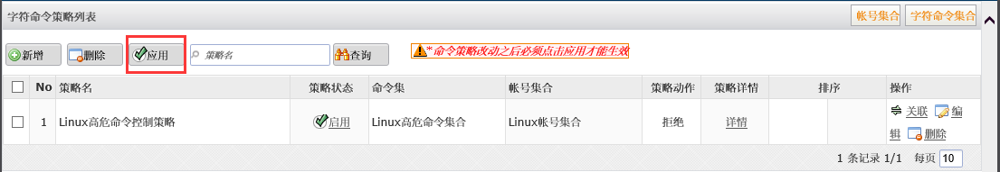 字符命令策略列表 帐号集合 字符命令集合
新增 删除 应用 策略名 查询 *命令策略改动之后必须点击应用才能生效
No 策略名 策略状态 命令集 帐号集合 策略动作 策略详情 排序 操作
1 Linux高危命令控制策略 启用 Linux高危命令集合 Linux帐号集合 拒绝 详情 关联 编
辑 删除
1 条记录 1/1 每页 10